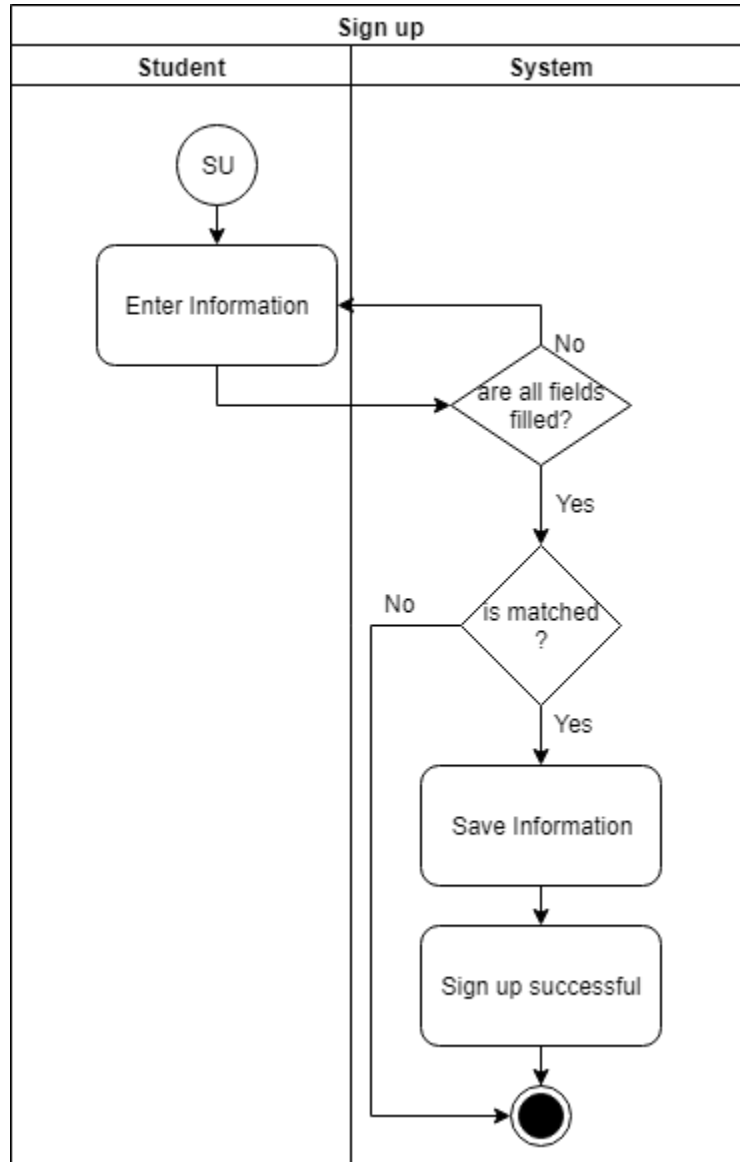 Sign up
Student
System
SU
Enter Information
No
are all fields
filled?
Yes
No
is matched
?
Yes
Save Information
Sign up successful